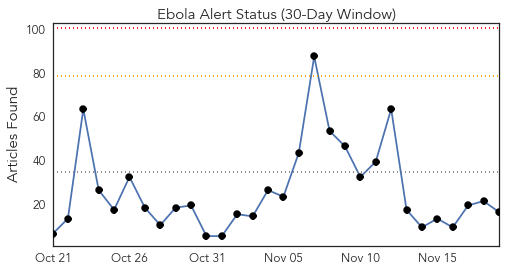 Ebola Alert Status (30-Day Window)
Articles Found
100
80
60
40
20
Oct 21 Oct 26 Oct 31 Nov 05 Nov 10 Nov 15